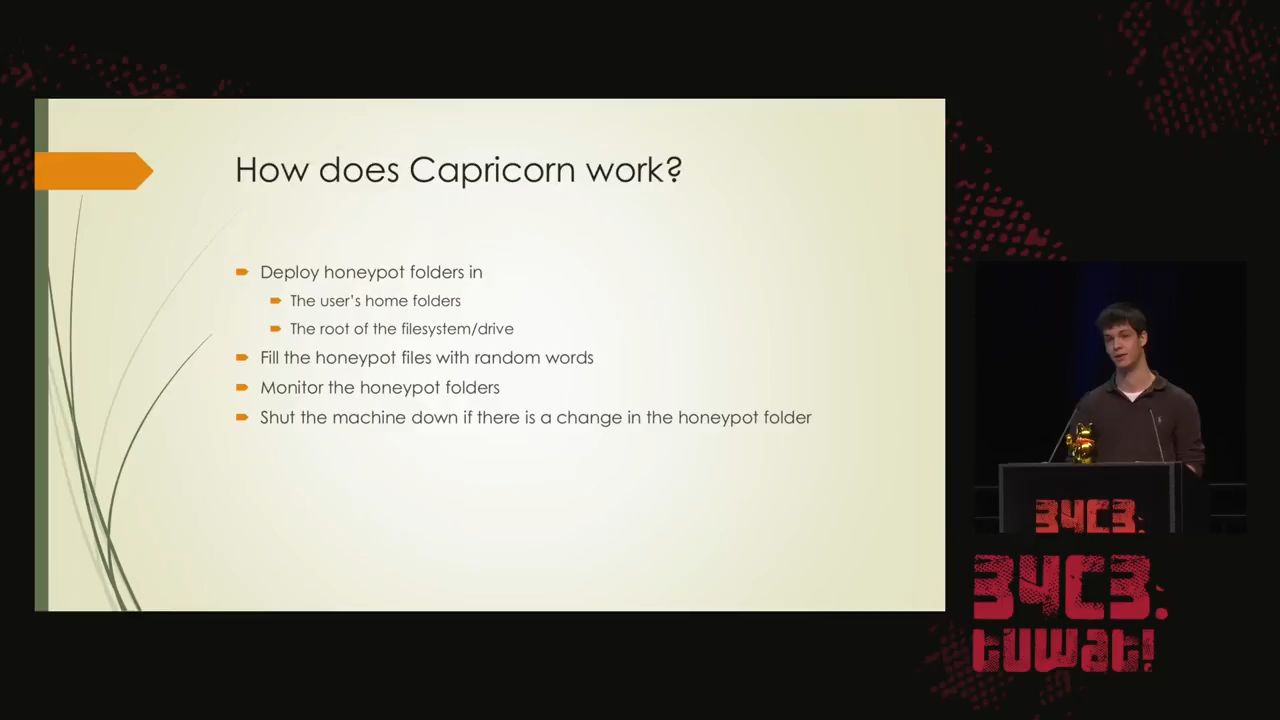 How does Capricorn work?
Deploy honeypot folders in
The user's home folders
The root of the filesystem/drive
Fill the honeypot files with random words
Monitor the honeypot folders
Shut the machine down if there is a change in the honeypot folder
34C3.
34C3.
tuwat!